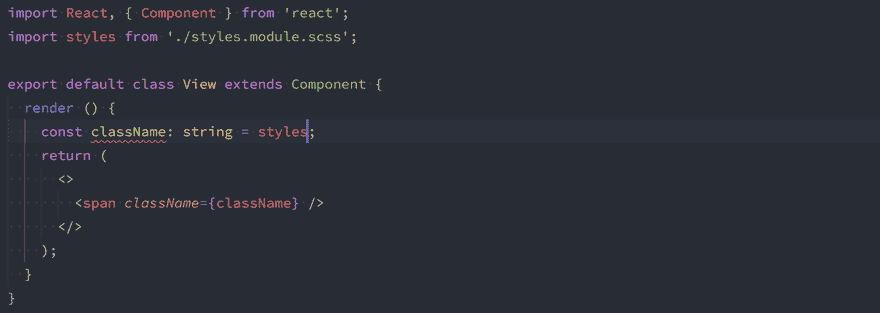 import React, { Component } from 'react';
import styles from './styles.module.scss';
export default class View extends Component {
render () {
const className: string = styles;
return (
<>
<span className={className} />
</>
);
}
}